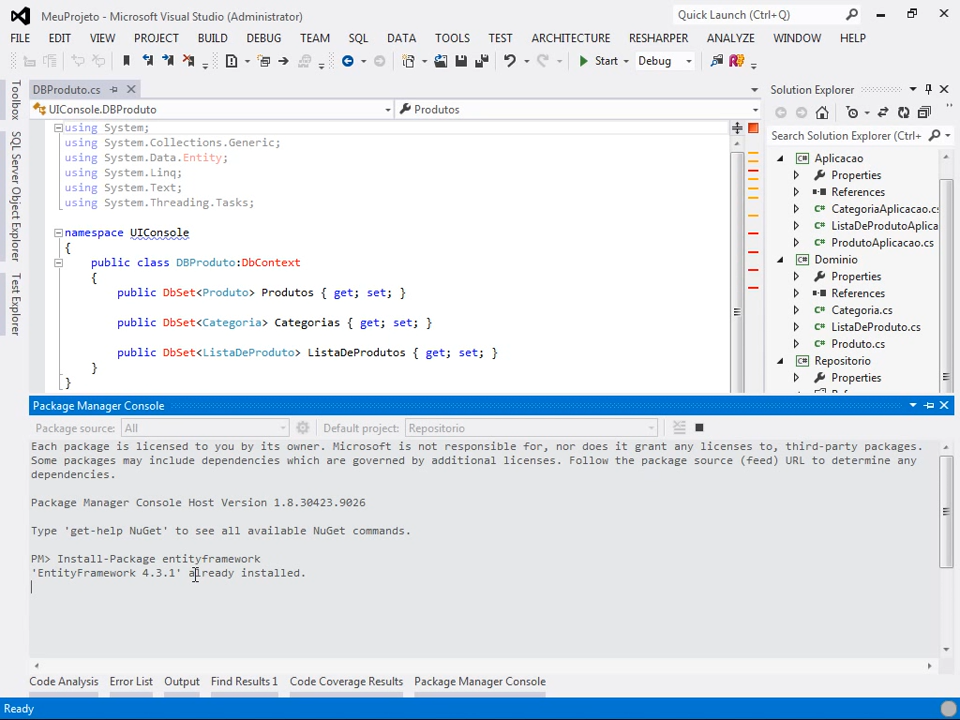 MeuProjeto - Microsoft Visual Studio (Administrator)
Quick Launch (Ctrl+Q)
FILE EDIT VIEW PROJECT BUILD DEBUG TEAM SQL DATA TOOLS TEST ARCHITECTURE RESHARPER ANALYZE WINDOW HELP
Start Debug
Toolbox
SQL Server Object Explorer
Test Explorer
DBProduto.cs
UIConsole.DBProduto
Produtos
using System;
using System.Collections.Generic;
using System.Data.Entity;
using System.Linq;
using System.Text;
using System.Threading.Tasks;
namespace UIConsole
{
public class DBProduto:DbContext
{
public DbSet<Produto> Produtos { get; set; }
public DbSet<Categoria> Categorias { get; set; }
public DbSet<ListaDeProduto> ListaDeProdutos { get; set; }
}
}
Solution Explorer
Search Solution Explorer (Ctrl+
Aplicacao
Properties
References
CategoriaAplicacao.cs
ListaDeProdutoAplica
ProdutoAplicacao.cs
Dominio
Properties
References
Categoria.cs
ListaDeProduto.cs
Produto.cs
Repositorio
Properties
Package Manager Console
Package source: All
Default project: Repositorio
Each package is licensed to you by its owner. Microsoft is not responsible for, nor does it grant any licenses to, third-party packages.
Some packages may include dependencies which are governed by additional licenses. Follow the package source (feed) URL to determine any
dependencies.
Package Manager Console Host Version 1.8.30423.9026
Type 'get-help NuGet' to see all available NuGet commands.
PM> Install-Package entityframework
'EntityFramework 4.3.1' already installed.
Code Analysis Error List Output Find Results 1 Code Coverage Results Package Manager Console
Ready